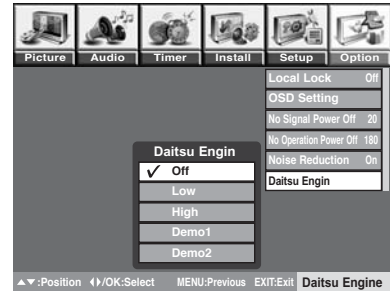 Picture Audio Timer Install Setup Option
Local Lock Off
OSD Setting
No Signal Power Off 20
No Operation Power Off 180
Noise Reduction On
Daitsu Engin
Daitsu Engin
✓ Off
Low
High
Demo1
Demo2
▲▼:Position ◀▶/OK:Select MENU:Previous EXIT:Exit Daitsu Engine